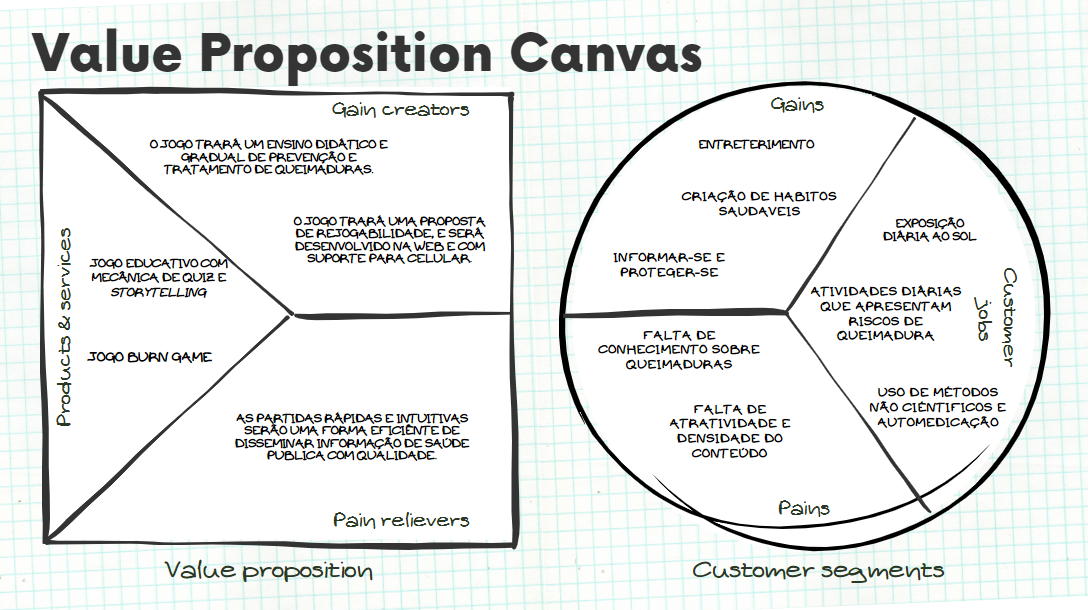 Value Proposition Canvas
Gain creators
O JOGO TRARÁ UM ENSINO DIDÁTICO E
GRADUAL DE PREVENÇÃO E
TRATAMENTO DE QUEIMADURAS.
O JOGO TRARÁ UMA PROPOSTA
DE REJOGABILIDADE, E SERÁ
DESENVOLVIDO NA WEB E COM
SUPORTE PARA CELULAR.
Products & services
JOGO EDUCATIVO COM
MECÂNICA DE QUIZ E
STORYTELLING
JOGO BURN GAME
AS PARTIDAS RÁPIDAS E INTUITIVAS
SERÃO UMA FORMA EFICIÊNTE DE
DISSEMINAR INFORMAÇÃO DE SAÚDE
PUBLICA COM QUALIDADE.
Pain relievers
Value proposition
Gains
ENTRETERIMENTO
CRIAÇÃO DE HABITOS
SAUDAVEIS
INFORMAR-SE E
PROTEGER-SE
EXPOSIÇÃO
DIÁRIA AO SOL
ATIVIDADES DIÁRIAS
QUE APRESENTAM
RISCOS DE
QUEIMADURA
USO DE MÉTODOS
NÃO CIÉNTIFICOS E
AUTOMEDICAÇÃO
Customer
jobs
FALTA DE
CONHECIMENTO SOBRE
QUEIMADURAS
FALTA DE
ATRATIVIDADE E
DENSIDADE DO
CONTEÚDO
Pains
Customer segments